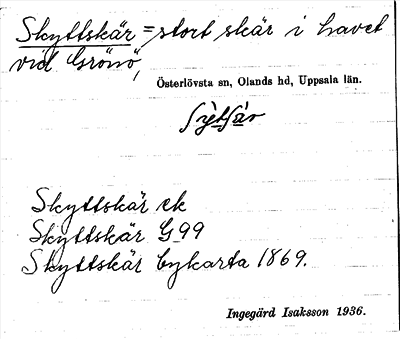 Skyttskär = stort skär i havet
vid Grönö,
Österlövsta sn, Olands hd, Uppsala län.
Skyttskär ek
Skyttskär G 99
Skyttskär bykarta 1869.
Ingegärd Isaksson 1936.